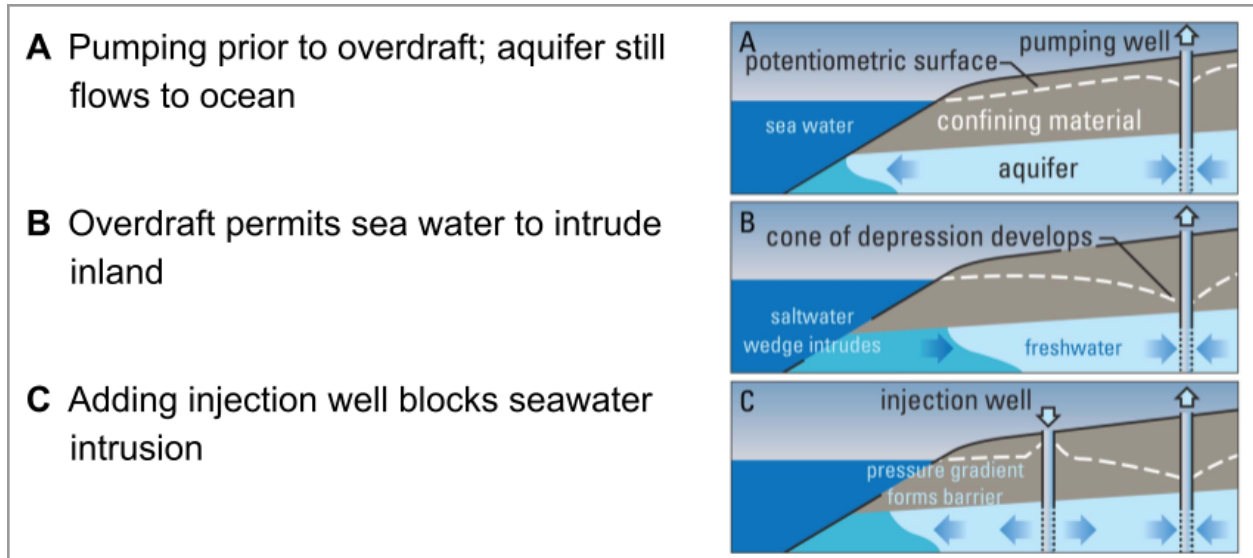 A Pumping prior to overdraft; aquifer still
flows to ocean
A
pumping well
potentiometric surface
sea water
confining material
aquifer
B Overdraft permits sea water to intrude
inland
B
cone of depression develops
saltwater
wedge intrudes
freshwater
C Adding injection well blocks seawater
intrusion
C
injection well
pressure gradient
forms barrier